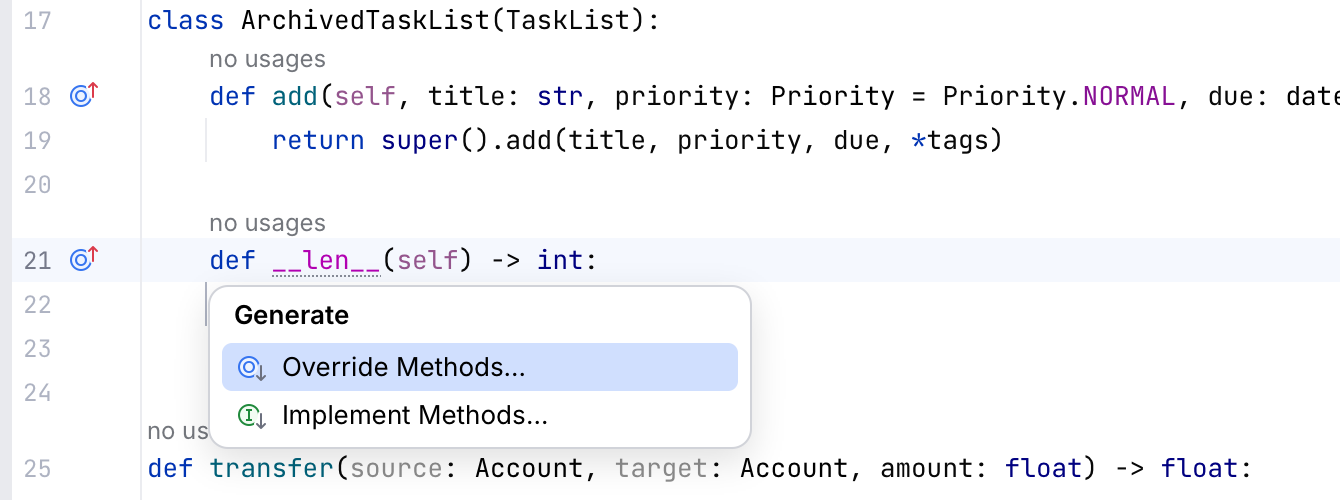 17 class ArchivedTaskList(TaskList):
no usages
18 def add(self, title: str, priority: Priority = Priority.NORMAL, due: date
19 return super().add(title, priority, due, *tags)
20
no usages
21 def __len__(self) -> int:
22
Generate
23 Override Methods...
24 Implement Methods...
no us
25 def transfer(source: Account, target: Account, amount: float) -> float: